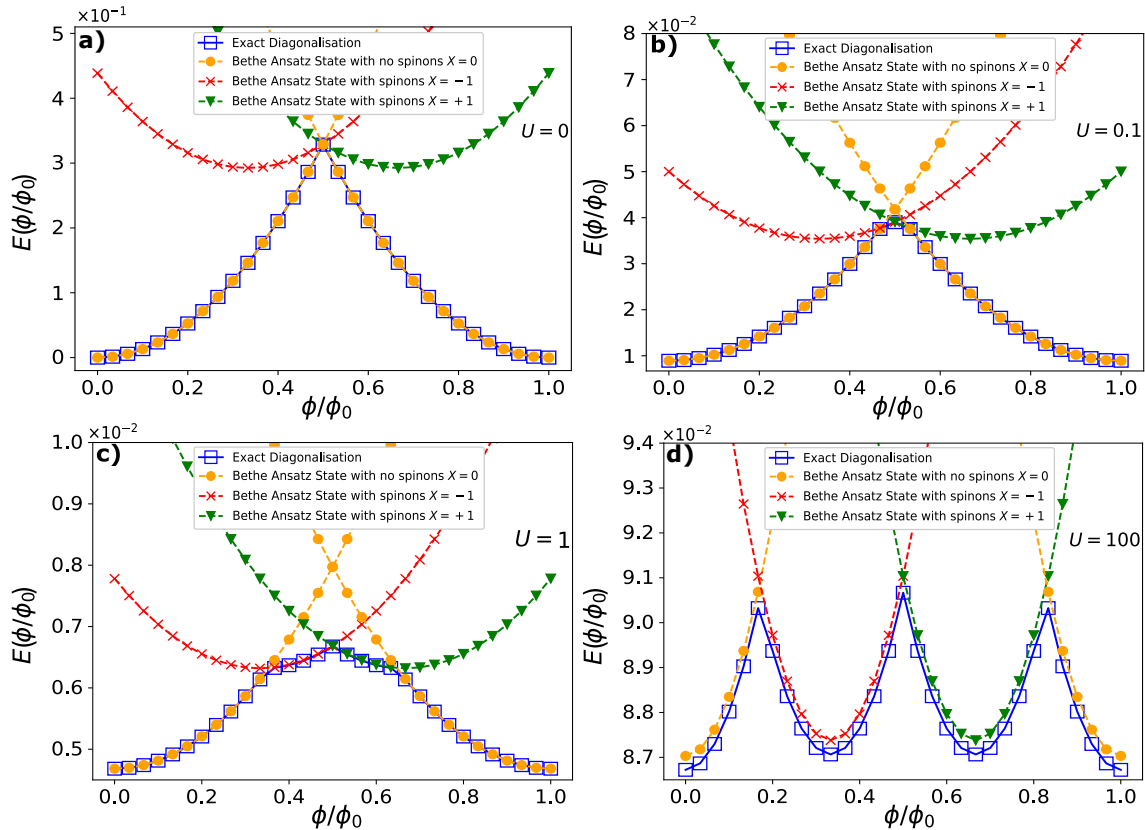 ×10⁻¹
a)
Exact Diagonalisation
Bethe Ansatz State with no spinons X = 0
Bethe Ansatz State with spinons X = −1
Bethe Ansatz State with spinons X = +1
U = 0
E(ϕ/ϕ₀)
5
4
3
2
1
0
0.0 0.2 0.4 0.6 0.8 1.0
ϕ/ϕ₀
×10⁻²
b)
Exact Diagonalisation
Bethe Ansatz State with no spinons X = 0
Bethe Ansatz State with spinons X = −1
Bethe Ansatz State with spinons X = +1
U = 0.1
E(ϕ/ϕ₀)
8
7
6
5
4
3
2
1
0.0 0.2 0.4 0.6 0.8 1.0
ϕ/ϕ₀
×10⁻²
c)
Exact Diagonalisation
Bethe Ansatz State with no spinons X = 0
Bethe Ansatz State with spinons X = −1
Bethe Ansatz State with spinons X = +1
U = 1
E(ϕ/ϕ₀)
1.0
0.9
0.8
0.7
0.6
0.5
0.0 0.2 0.4 0.6 0.8 1.0
ϕ/ϕ₀
×10⁻²
d)
Exact Diagonalisation
Bethe Ansatz State with no spinons X = 0
Bethe Ansatz State with spinons X = −1
Bethe Ansatz State with spinons X = +1
U = 100
E(ϕ/ϕ₀)
9.4
9.3
9.2
9.1
9.0
8.9
8.8
8.7
0.0 0.2 0.4 0.6 0.8 1.0
ϕ/ϕ₀